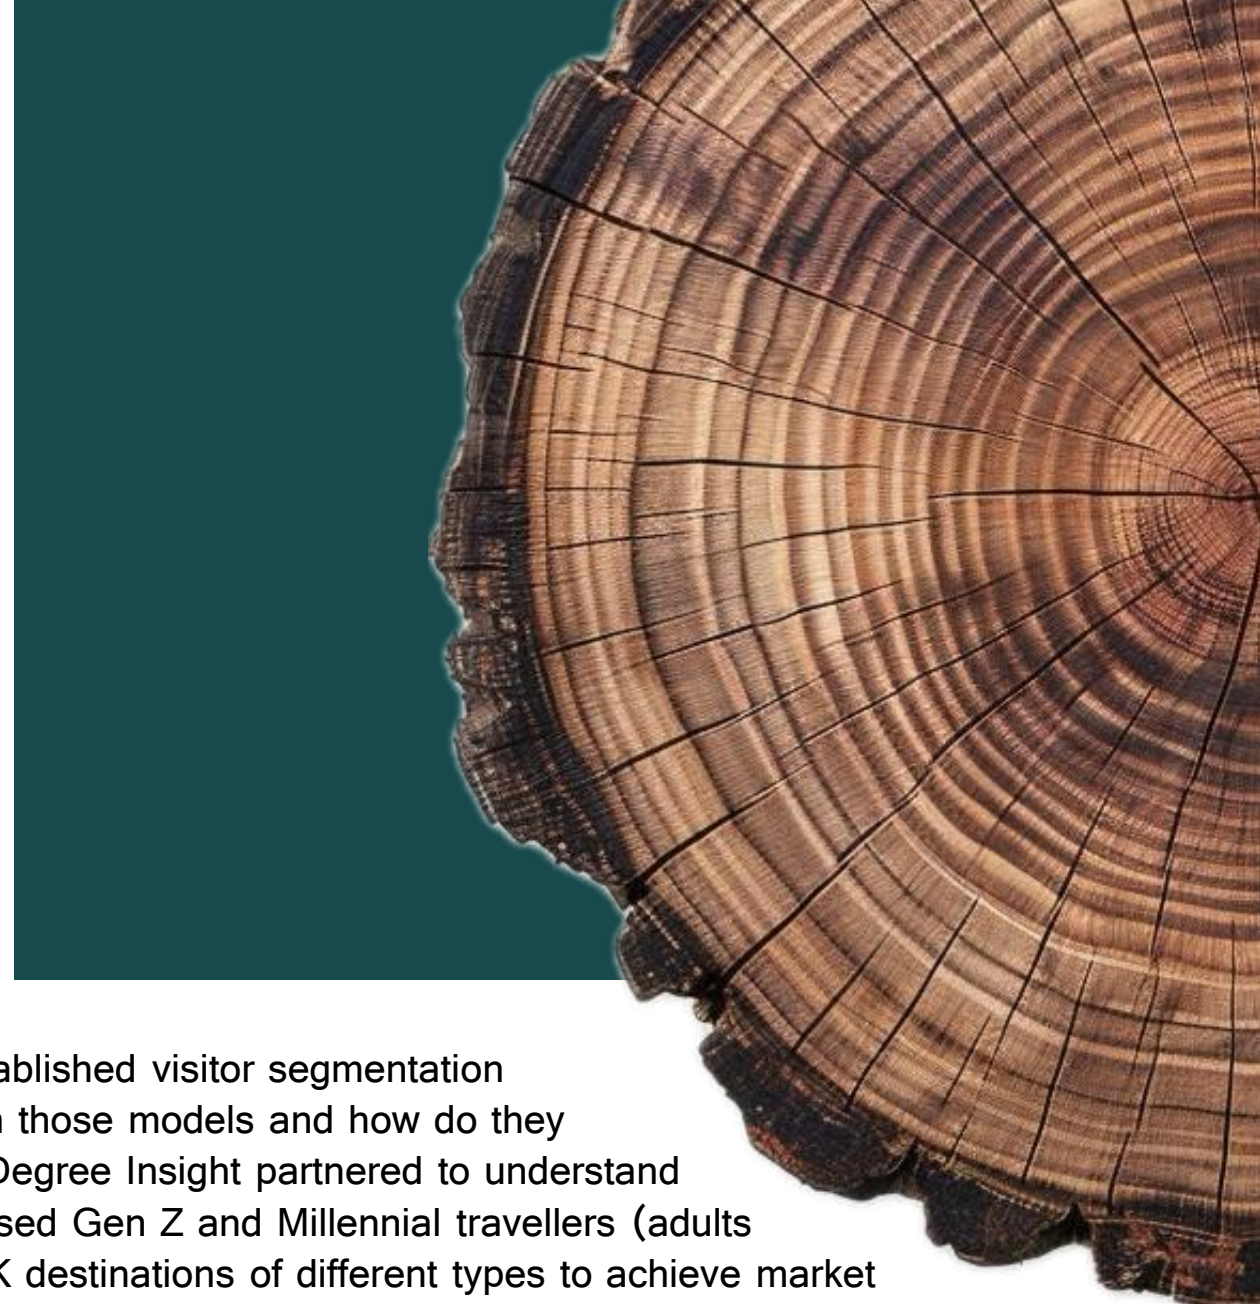 ablished visitor segmentation
those models and how do they
Degree Insight partnered to understand
sed Gen Z and Millennial travellers (adults
K destinations of different types to achieve market